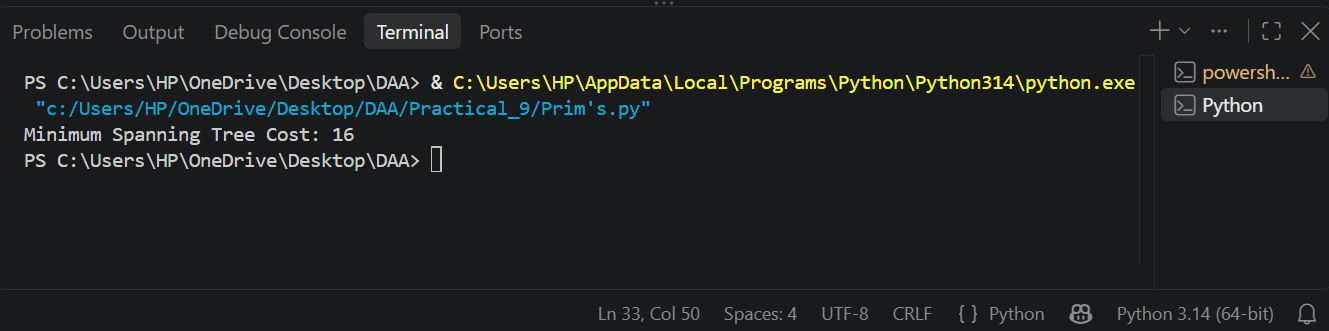 Problems Output Debug Console Terminal Ports
PS C:\Users\HP\OneDrive\Desktop\DAA> & C:\Users\HP\AppData\Local\Programs\Python\Python314\python.exe
"c:/Users/HP/OneDrive/Desktop/DAA/Practical_9/Prim's.py"
Minimum Spanning Tree Cost: 16
PS C:\Users\HP\OneDrive\Desktop\DAA>
powersh...
Python
Ln 33, Col 50 Spaces: 4 UTF-8 CRLF { } Python Python 3.14 (64-bit)